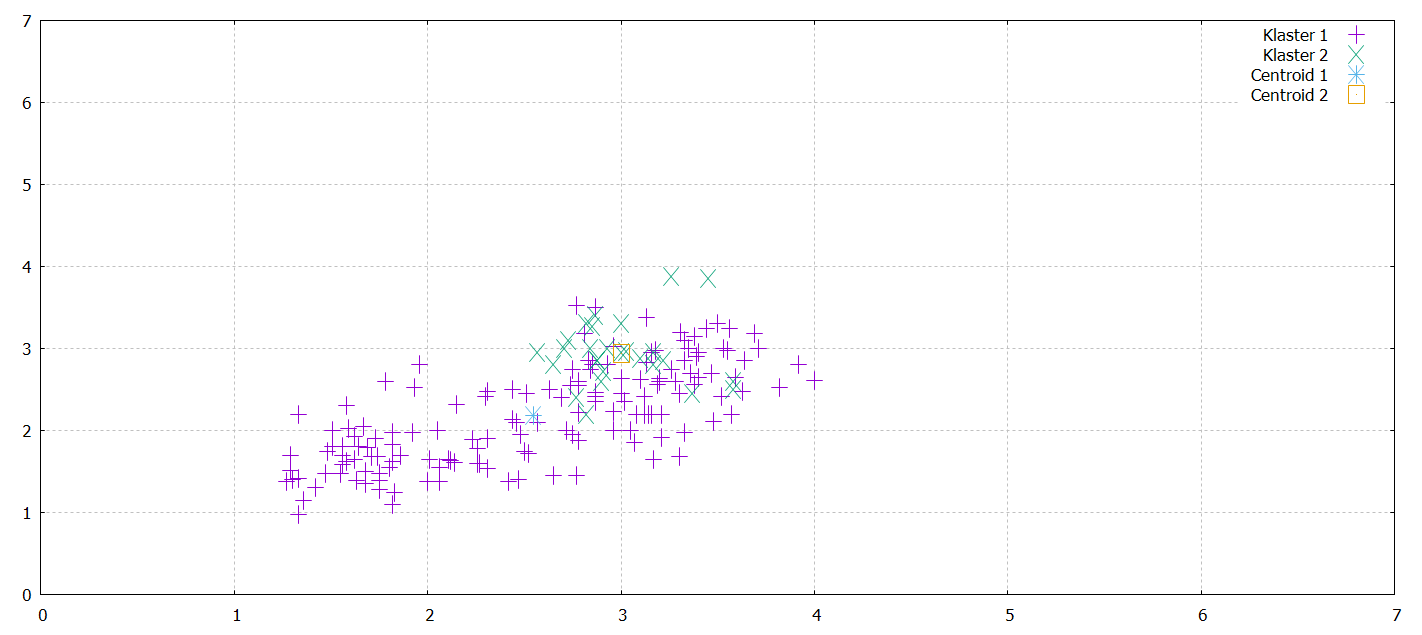 7
6
5
4
3
2
1
0
0 1 2 3 4 5 6 7
Klaster 1
Klaster 2
Centroid 1
Centroid 2